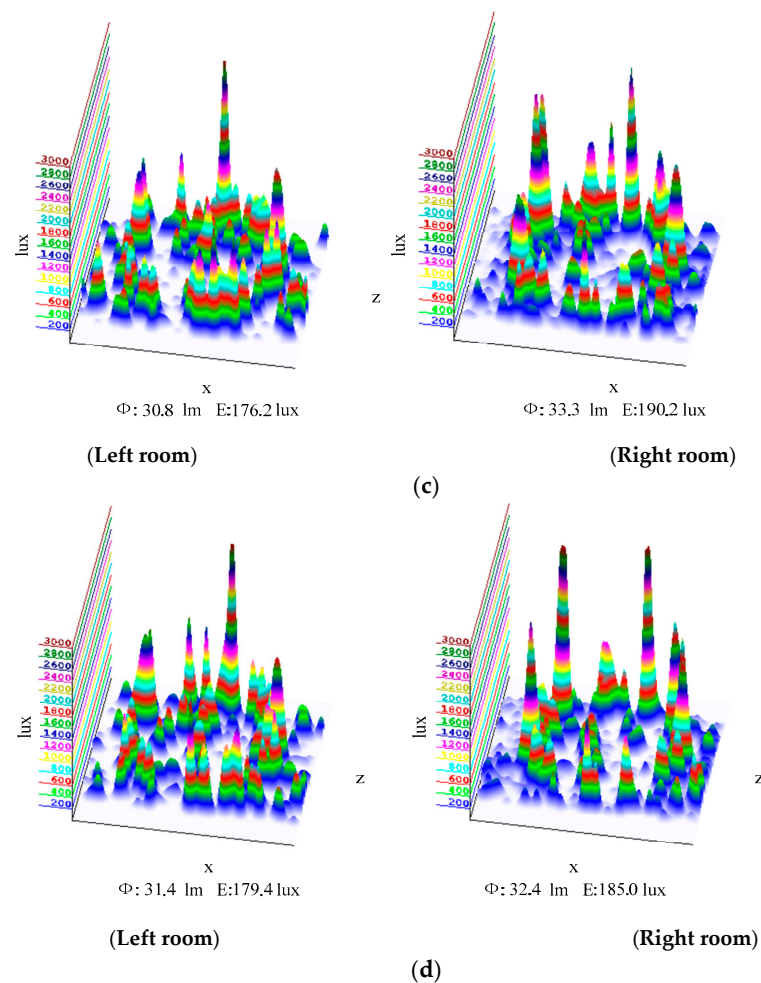 3000
2800
2600
2400
2200
2000
1800
1600
1400
1200
1000
800
600
400
200
lux
x
Φ: 30.8 lm E:176.2 lux
(Left room)
3000
2800
2600
2400
2200
2000
1800
1600
1400
1200
1000
800
600
400
200
lux
z
x
Φ: 33.3 lm E:190.2 lux
(Right room)
(c)
3000
2800
2600
2400
2200
2000
1800
1600
1400
1200
1000
800
600
400
200
lux
x
Φ: 31.4 lm E:179.4 lux
(Left room)
z
3000
2800
2600
2400
2200
2000
1800
1600
1400
1200
1000
800
600
400
200
lux
z
x
Φ: 32.4 lm E:185.0 lux
(Right room)
(d)